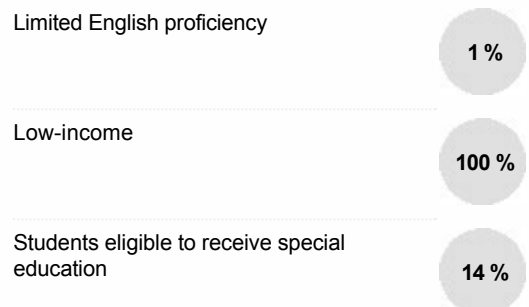 Limited English proficiency
1 %
Low-income
100 %
Students eligible to receive special
education
14 %